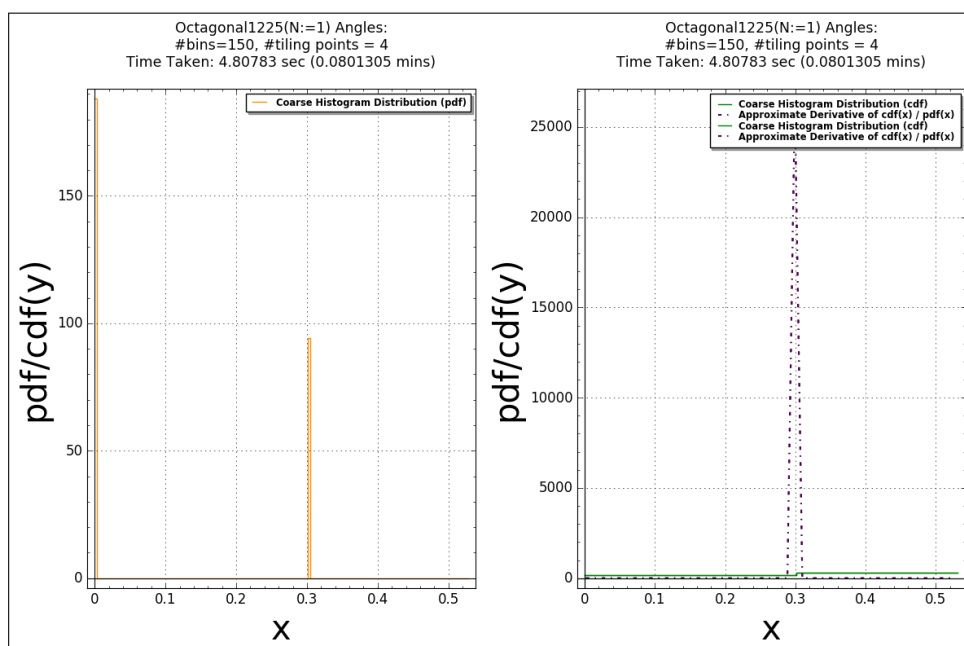 Octagonal1225(N:=1) Angles:
#bins=150, #tiling points = 4
Time Taken: 4.80783 sec (0.0801305 mins)
Coarse Histogram Distribution (pdf)
150
100
50
0
pdf/cdf(y)
0 0.1 0.2 0.3 0.4 0.5
x
Octagonal1225(N:=1) Angles:
#bins=150, #tiling points = 4
Time Taken: 4.80783 sec (0.0801305 mins)
Coarse Histogram Distribution (cdf)
Approximate Derivative of cdf(x) / pdf(x)
Coarse Histogram Distribution (cdf)
Approximate Derivative of cdf(x) / pdf(x)
25000
20000
15000
10000
5000
0
pdf/cdf(y)
0 0.1 0.2 0.3 0.4 0.5
x